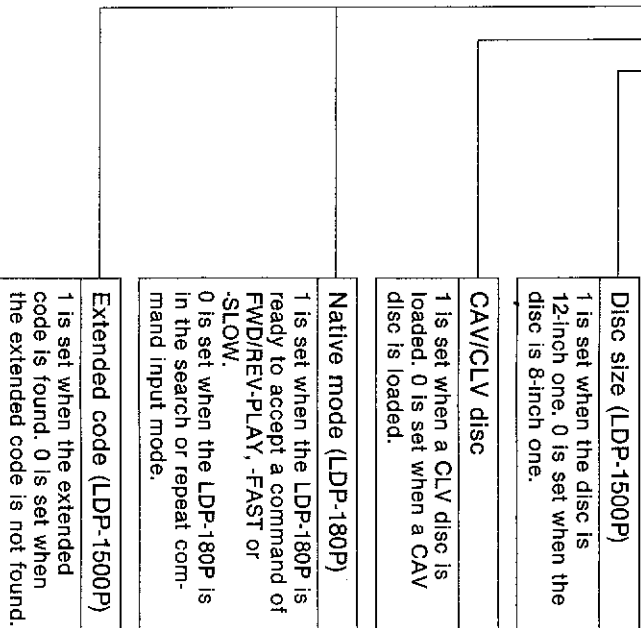 Disc size (LDP-1500P)
1 is set when the disc is
12-inch one. 0 is set when the
disc is 8-inch one.
CAV/CLV disc
1 is set when a CLV disc is
loaded. 0 is set when a CAV
disc is loaded.
Native mode (LDP-180P)
1 is set when the LDP-180P is
ready to accept a command of
FWD/REV-PLAY, -FAST or
-SLOW.
0 is set when the LDP-180P is
in the search or repeat com-
mand input mode.
Extended code (LDP-1500P)
1 is set when the extended
code is found. 0 is set when
the extended code is not found.